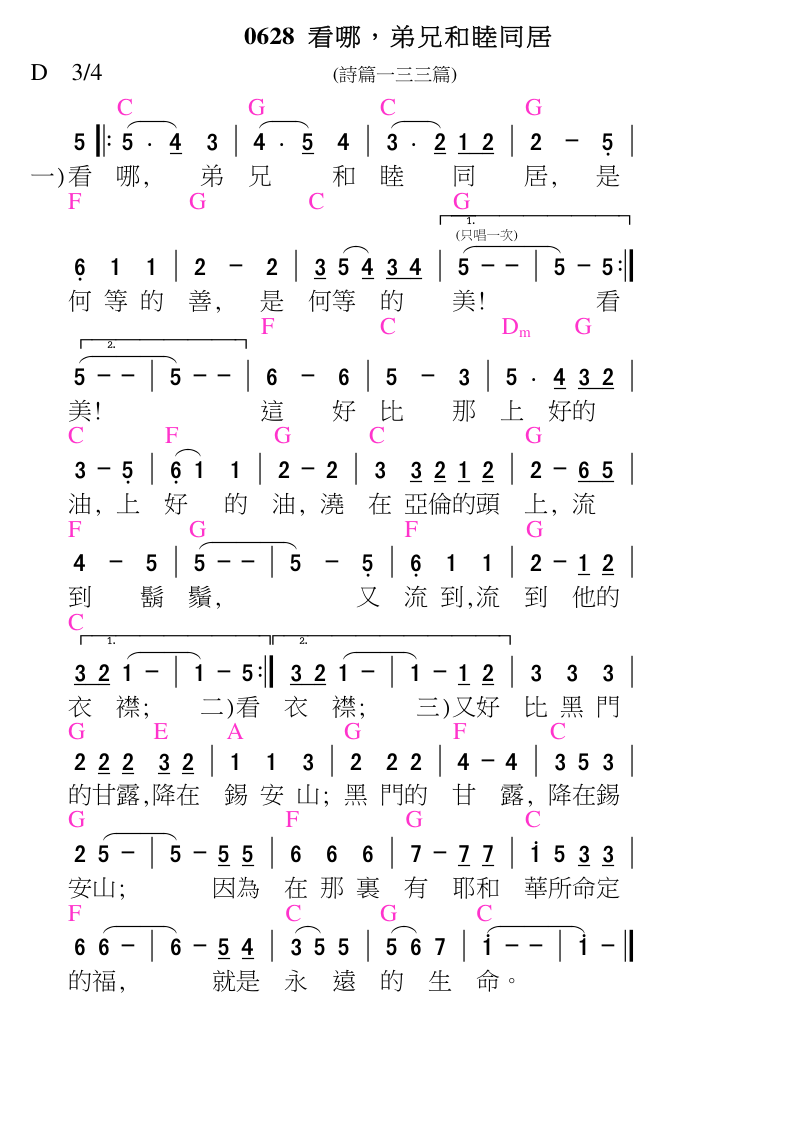 0628 看哪，弟兄和睦同居
D 3/4 (詩篇一三三篇)
C G C G
5 ‖: 5 · 4 3 | 4 · 5 4 | 3 · 2 1 2 | 2 - 5 |
一)看 哪, 弟 兄 和 睦 同 居, 是
F G C G
1. (只唱一次)
6 1 1 | 2 - 2 | 3 5 4 3 4 | 5 - - | 5 - 5 :‖
何 等 的 善, 是 何等 的 美! 看
F C Dm G
2.
5 - - | 5 - - | 6 - 6 | 5 - 3 | 5 · 4 3 2 |
美! 這 好 比 那 上 好的
C F G C G
3 - 5 | 6 1 1 | 2 - 2 | 3 3 2 1 2 | 2 - 6 5 |
油, 上 好 的 油, 澆 在 亞倫的頭 上, 流
F G F G
4 - 5 | 5 - - | 5 - 5 | 6 1 1 | 2 - 1 2 |
到 鬍 鬚, 又 流 到,流 到 他的
C
1. 2.
3 2 1 - | 1 - 5 :‖ 3 2 1 - | 1 - 1 2 | 3 3 3 |
衣 襟; 二)看 衣 襟; 三)又好 比 黑 門
G E A G F C
2 2 2 3 2 | 1 1 3 | 2 2 2 | 4 - 4 | 3 5 3 |
的甘露,降在 錫 安 山; 黑 門的 甘 露, 降在錫
G F G C
2 5 - | 5 - 5 5 | 6 6 6 | 7 - 7 7 | i 5 3 3 |
安山; 因為 在 那 裏 有 耶和 華所命定
F C G C
6 6 - | 6 - 5 4 | 3 5 5 | 5 6 7 | i - - | i - ‖
的福, 就是 永 遠 的 生 命。